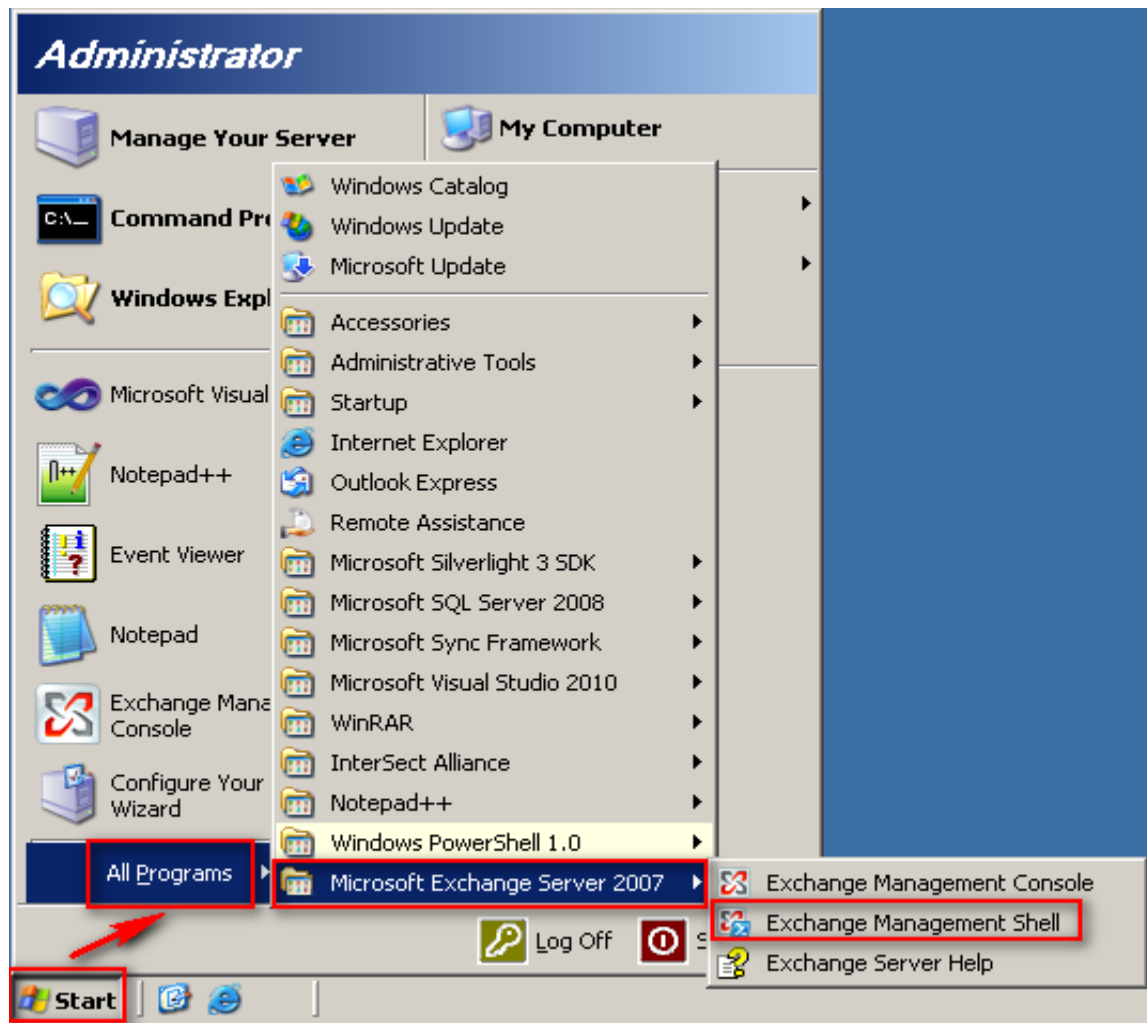 Administrator
Manage Your Server
My Computer
C:\_
Command Pr
Windows Expl
Microsoft Visual
Notepad++
Event Viewer
Notepad
Exchange Mana
Console
Configure Your
Wizard
All Programs
Windows Catalog
Windows Update
Microsoft Update
Accessories
Administrative Tools
Startup
Internet Explorer
Outlook Express
Remote Assistance
Microsoft Silverlight 3 SDK
Microsoft SQL Server 2008
Microsoft Sync Framework
Microsoft Visual Studio 2010
WinRAR
InterSect Alliance
Notepad++
Windows PowerShell 1.0
Microsoft Exchange Server 2007
Exchange Management Console
Exchange Management Shell
Exchange Server Help
Log Off
Start